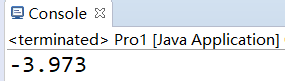 Console
<terminated> Pro1 [Java Application]
-3.973